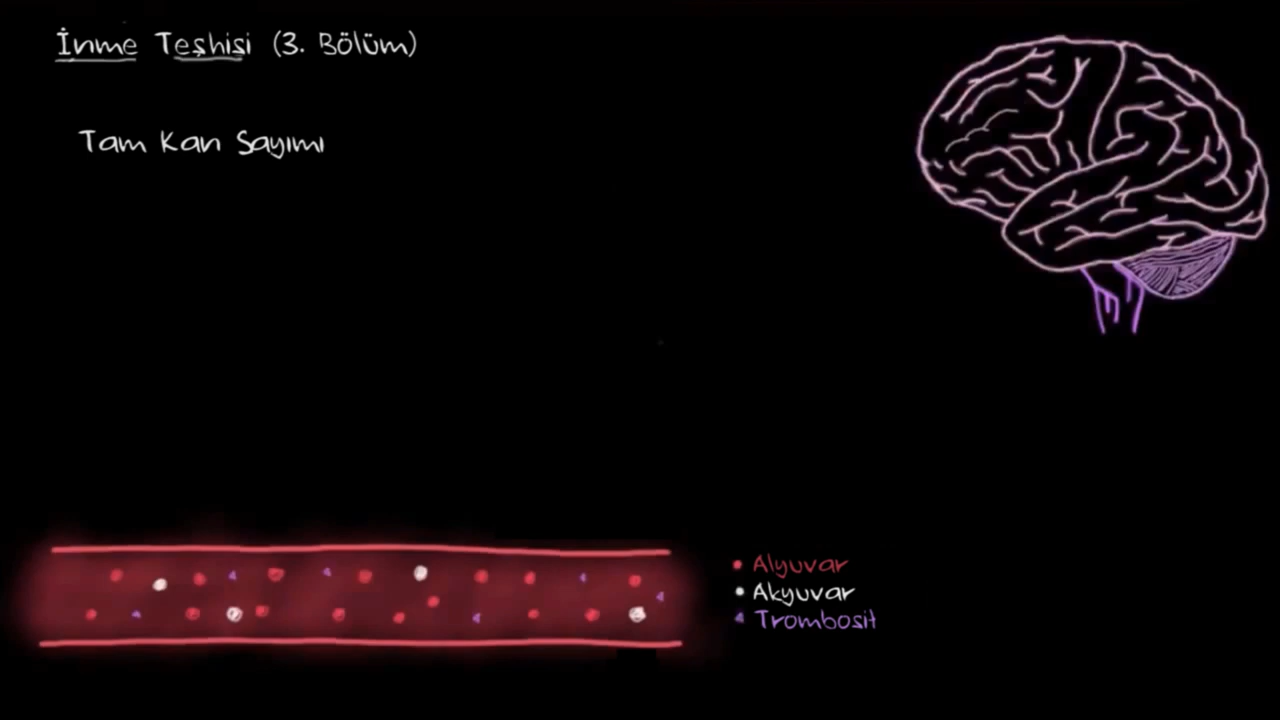 İnme Teşhisi (3. Bölüm)
Tam Kan Sayımı
Alyuvar
Akyuvar
Trombosit